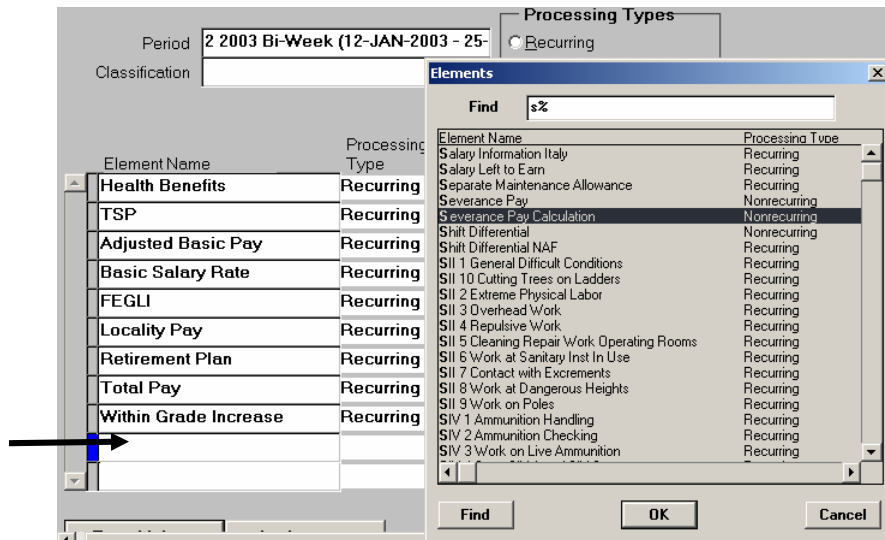 Processing Types
Period 2 2003 Bi-Week (12-JAN-2003 - 25-
Recurring
Classification
Element Name Processing Type
Health Benefits Recurring
TSP Recurring
Adjusted Basic Pay Recurring
Basic Salary Rate Recurring
FEGLI Recurring
Locality Pay Recurring
Retirement Plan Recurring
Total Pay Recurring
Within Grade Increase Recurring
Elements
Find s%
Element Name Processing Type
Salary Information Italy Recurring
Salary Left to Earn Recurring
Separate Maintenance Allowance Recurring
Severance Pay Nonrecurring
Severance Pay Calculation Nonrecurring
Shift Differential Nonrecurring
Shift Differential NAF Recurring
SII 1 General Difficult Conditions Recurring
SII 10 Cutting Trees on Ladders Recurring
SII 2 Extreme Physical Labor Recurring
SII 3 Overhead Work Recurring
SII 4 Repulsive Work Recurring
SII 5 Cleaning Repair Work Operating Rooms Recurring
SII 6 Work at Sanitary Inst In Use Recurring
SII 7 Contact with Excrements Recurring
SII 8 Work at Dangerous Heights Recurring
SII 9 Work on Poles Recurring
SIV 1 Ammunition Handling Recurring
SIV 2 Ammunition Checking Recurring
SIV 3 Work on Live Ammunition Recurring
Find OK Cancel